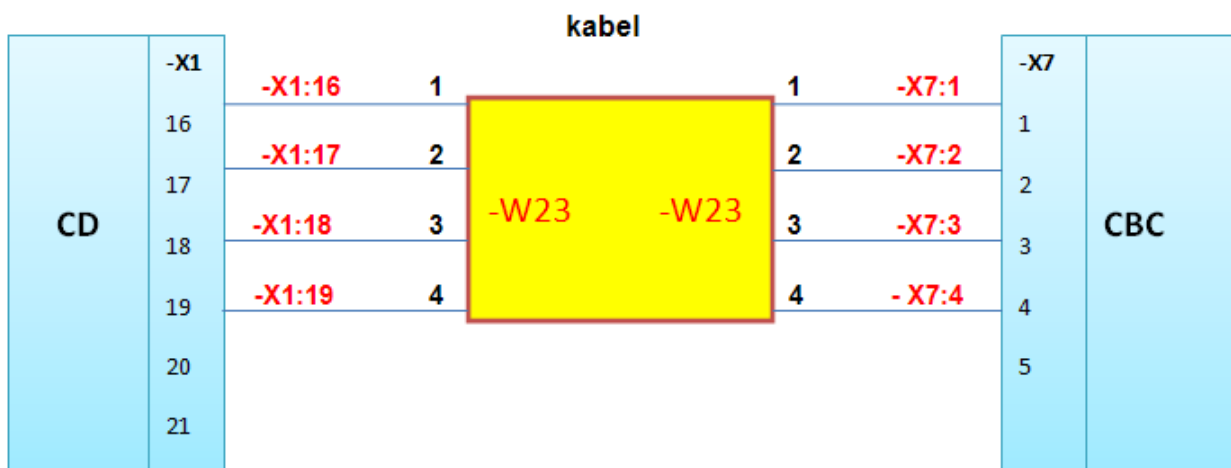 kabel
-X1
-X7
-X1:16 1 1 -X7:1
16 1
-X1:17 2 2 -X7:2
17 2
CD -W23 -W23 CBC
-X1:18 3 3 -X7:3
18 3
-X1:19 4 4 - X7:4
19 4
20 5
21